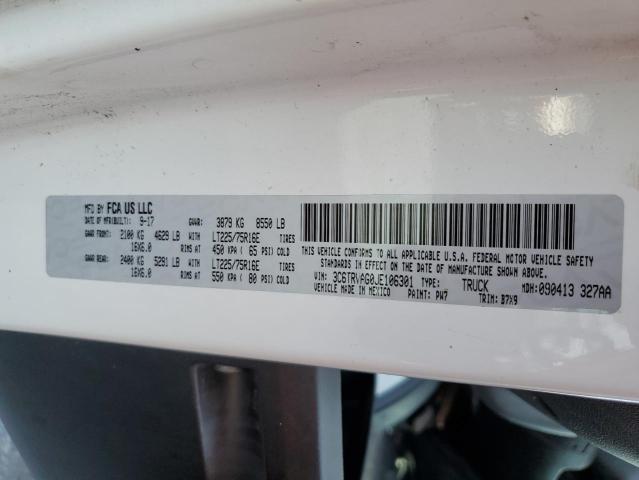 MFD BY FCA US LLC
DATE OF MFR(BUILT): 9-17 GVWR: 3879 KG 8550 LB
GAWR FRONT: 2100 KG 4629 LB WITH LT225/75R16E TIRES
16X6.0 RIMS AT 450 KPA ( 65 PSI) COLD
GAWR REAR: 2400 KG 5291 LB WITH LT225/75R16E TIRES
16X6.0 RIMS AT 550 KPA ( 80 PSI) COLD
THIS VEHICLE CONFORMS TO ALL APPLICABLE U.S.A. FEDERAL MOTOR VEHICLE SAFETY
STANDARDS IN EFFECT ON THE DATE OF MANUFACTURE SHOWN ABOVE.
VIN: 3C6TRVAG0JE106301 TYPE: TRUCK MDH: 090413 327AA
VEHICLE MADE IN MEXICO PAINT: PW7 TRIM: B7X9